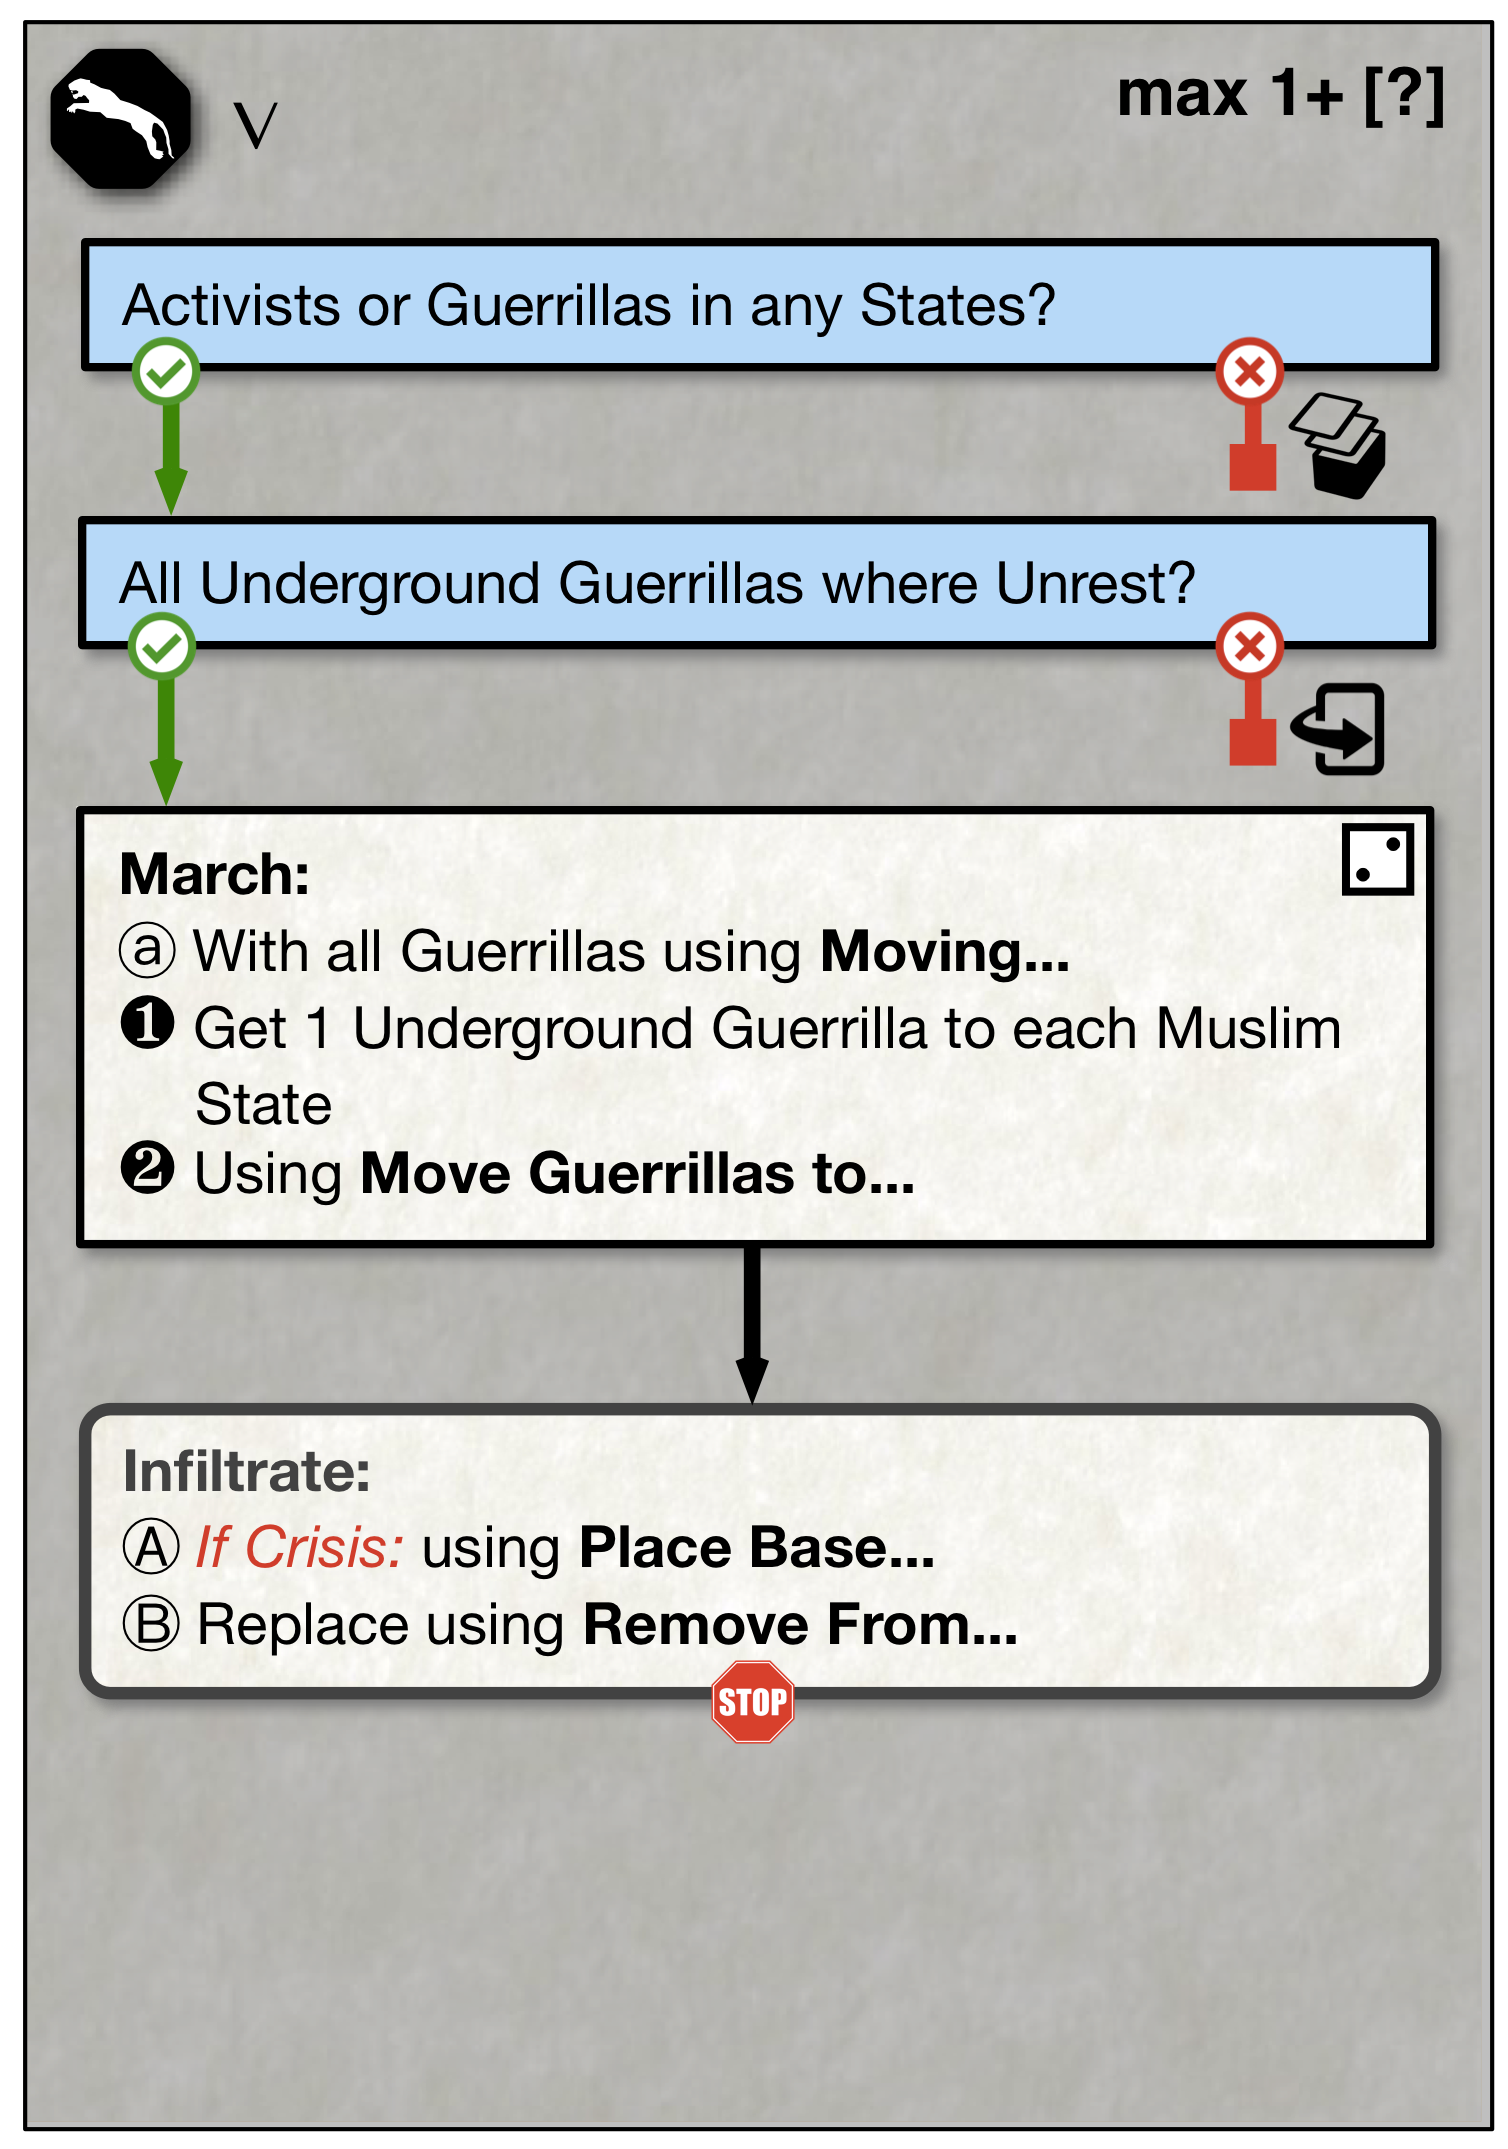 V
max 1+ [?]
Activists or Guerrillas in any States?
All Underground Guerrillas where Unrest?
March:
ⓐ With all Guerrillas using Moving...
❶ Get 1 Underground Guerrilla to each Muslim
State
❷ Using Move Guerrillas to...
Infiltrate:
Ⓐ If Crisis: using Place Base...
Ⓑ Replace using Remove From...
STOP